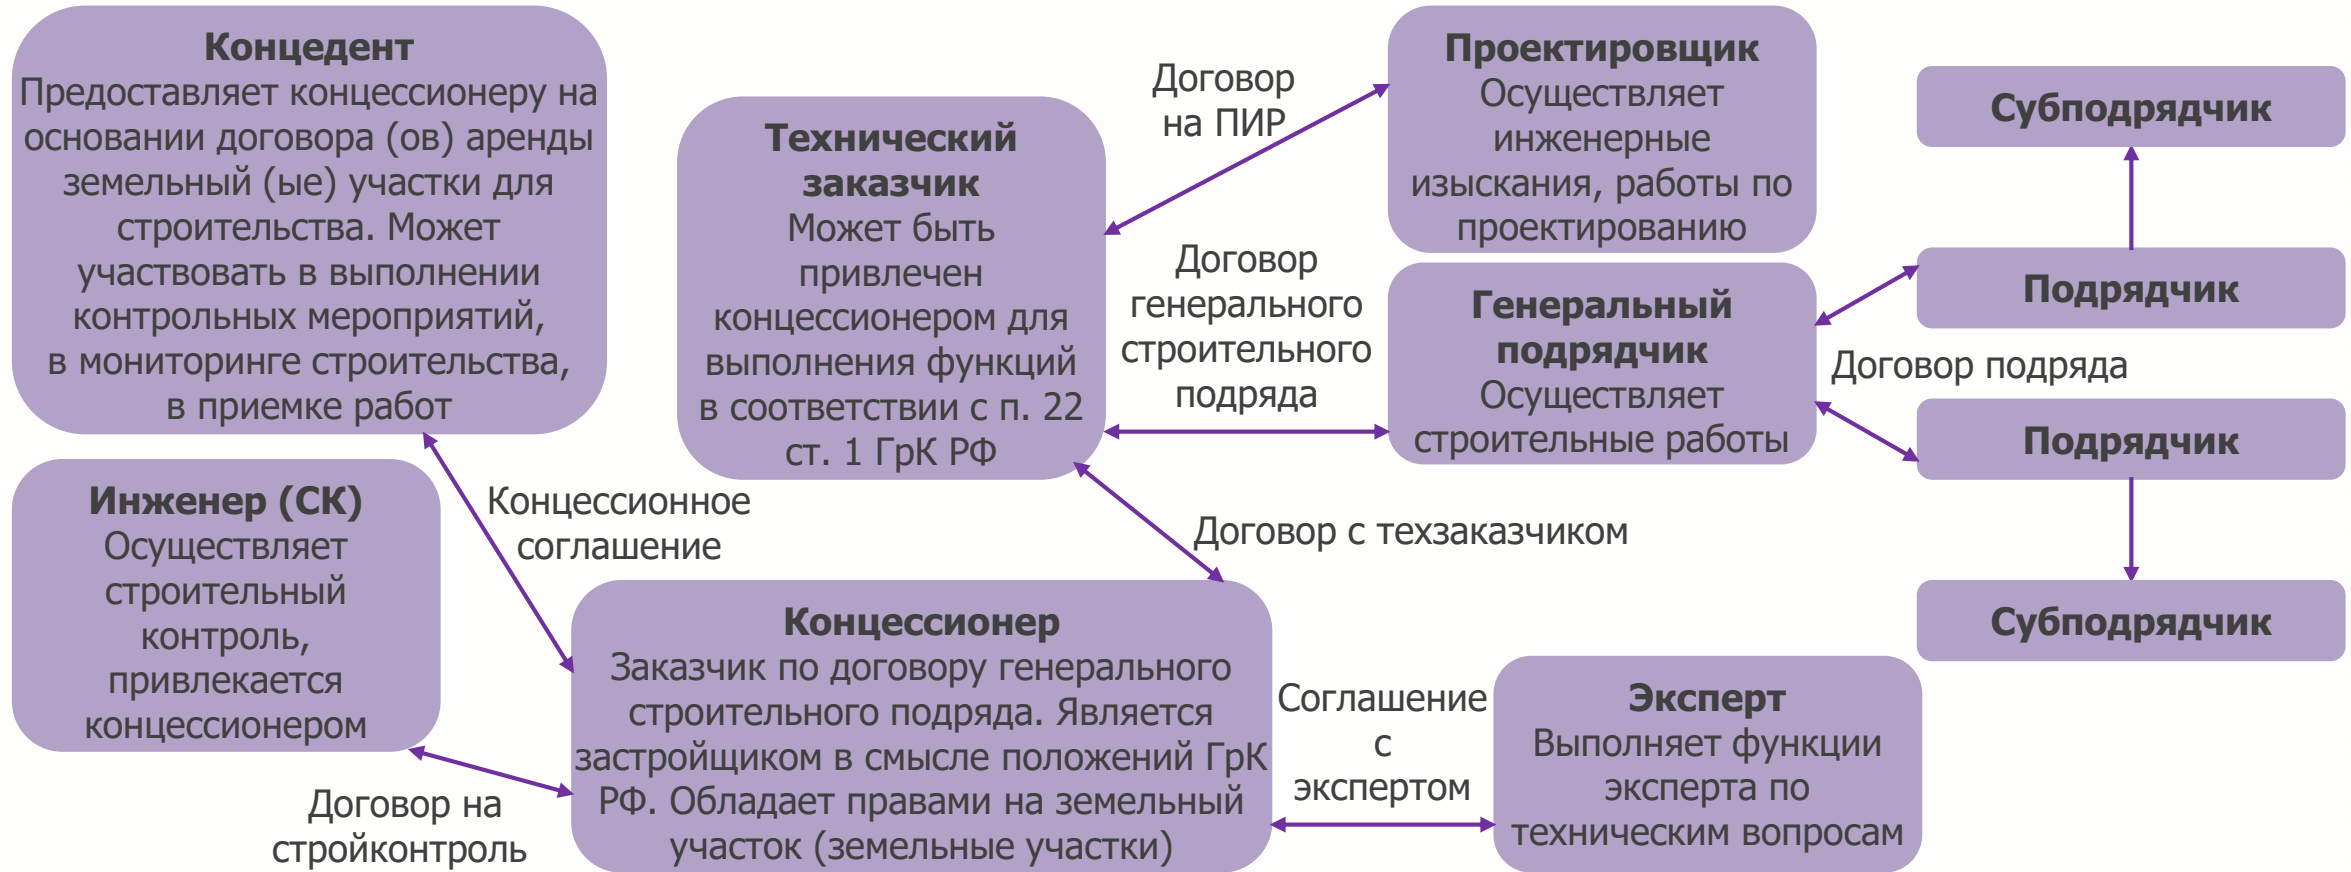 Концедент
Предоставляет концессионеру на
основании договора (ов) аренды
земельный (ые) участки для
строительства. Может
участвовать в выполнении
контрольных мероприятий,
в мониторинге строительства,
в приемке работ
Технический
заказчик
Может быть
привлечен
концессионером для
выполнения функций
в соответствии с п. 22
ст. 1 ГрК РФ
Договор
на ПИР
Проектировщик
Осуществляет
инженерные
изыскания, работы по
проектированию
Договор
генерального
строительного
подряда
Генеральный
подрядчик
Осуществляет
строительные работы
Субподрядчик
Подрядчик
Договор подряда
Подрядчик
Субподрядчик
Инженер (СК)
Осуществляет
строительный
контроль,
привлекается
концессионером
Концессионное
соглашение
Договор с техзаказчиком
Договор на
стройконтроль
Концессионер
Заказчик по договору генерального
строительного подряда. Является
застройщиком в смысле положений ГрК
РФ. Обладает правами на земельный
участок (земельные участки)
Соглашение
с
экспертом
Эксперт
Выполняет функции
эксперта по
техническим вопросам